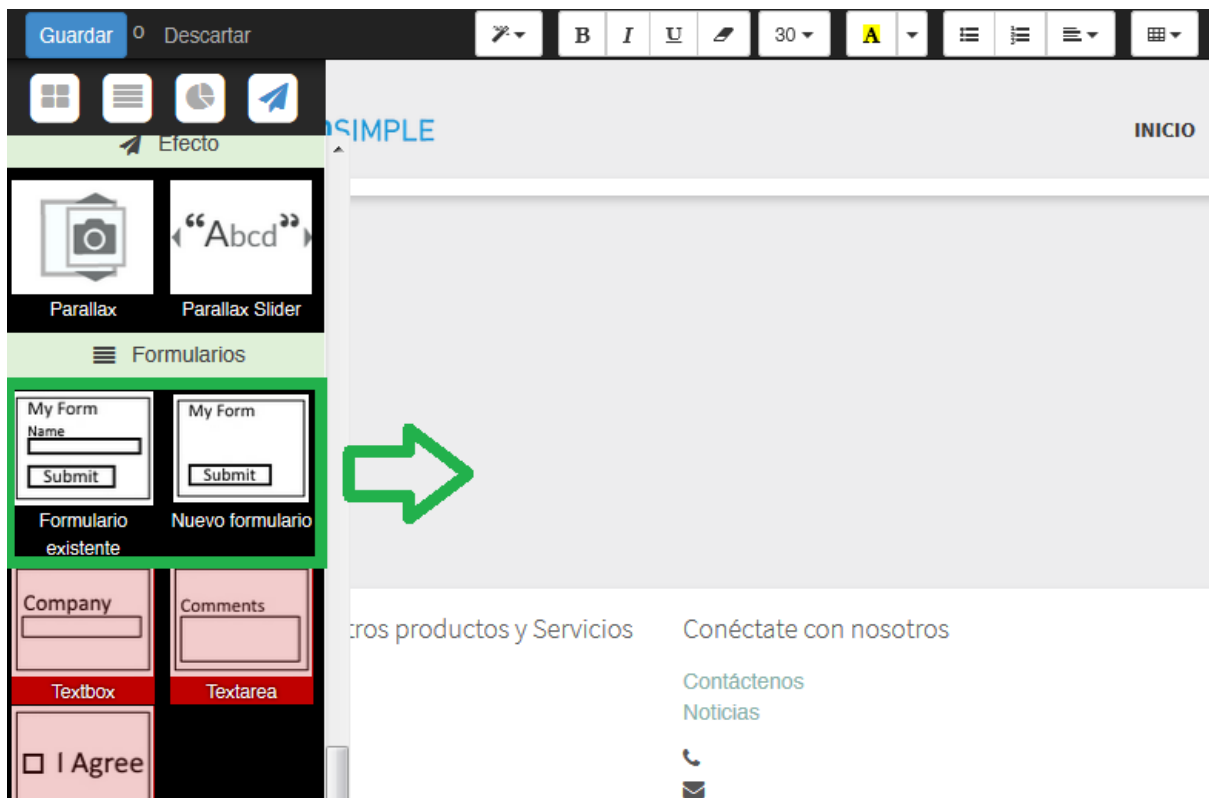 Guardar o Descartar
B I U 30 A
Efecto
SIMPLE
INICIO
“Abcd”
Parallax Parallax Slider
Formularios
My Form
Name
Submit
My Form
Submit
Formulario
existente
Nuevo formulario
Company
Comments
Textbox Textarea
I Agree
tros productos y Servicios
Conéctate con nosotros
Contáctenos
Noticias